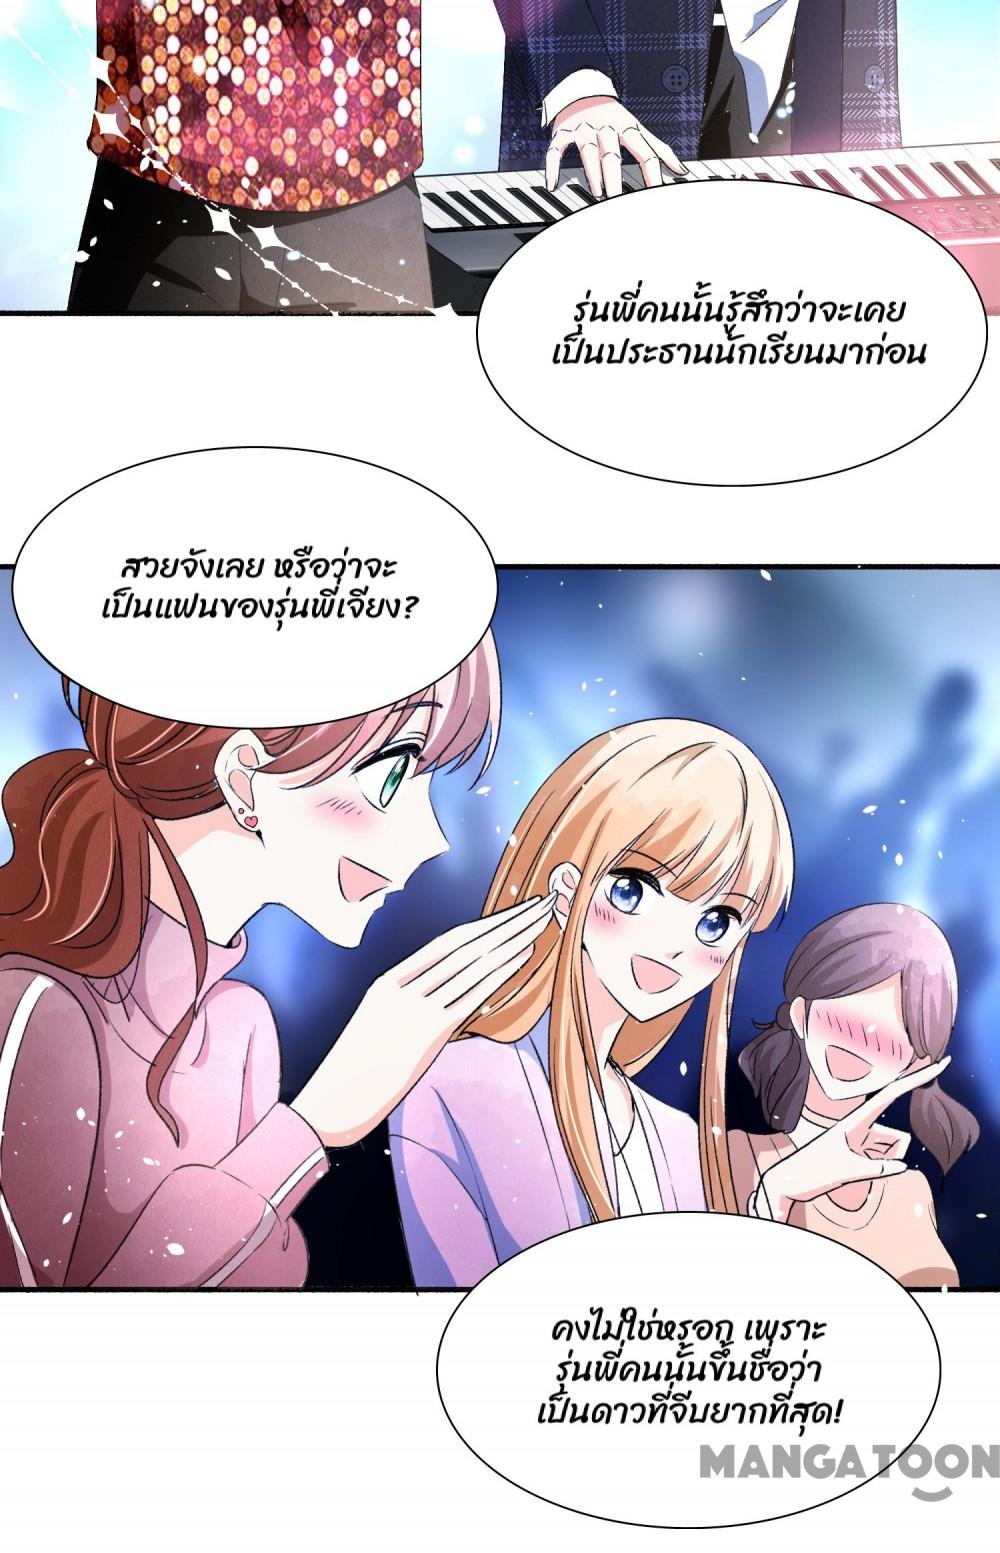 รุ่นพี่คนนั้นรู้สึกว่าจะเคย
เป็นประธานนักเรียนมาก่อน
สวยจังเลย หรือว่าจะ
เป็นแฟนของรุ่นพี่เจียง?
คงไม่ใช่หรอก เพราะ
รุ่นพี่คนนั้นขึ้นชื่อว่า
เป็นดาวที่จีบยากที่สุด!
MANGATOON